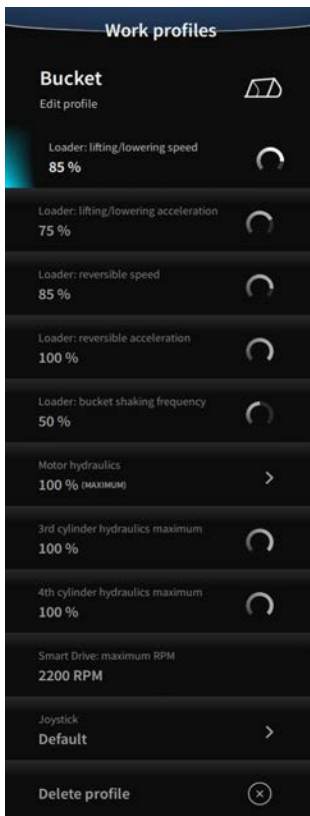 Work profiles
Bucket
Edit profile
Loader: lifting/lowering speed
85 %
Loader: lifting/lowering acceleration
75 %
Loader: reversible speed
85 %
Loader: reversible acceleration
100 %
Loader: bucket shaking frequency
50 %
Motor hydraulics
100 % (MAXIMUM)
3rd cylinder hydraulics maximum
100 %
4th cylinder hydraulics maximum
100 %
Smart Drive: maximum RPM
2200 RPM
Joystick
Default
Delete profile